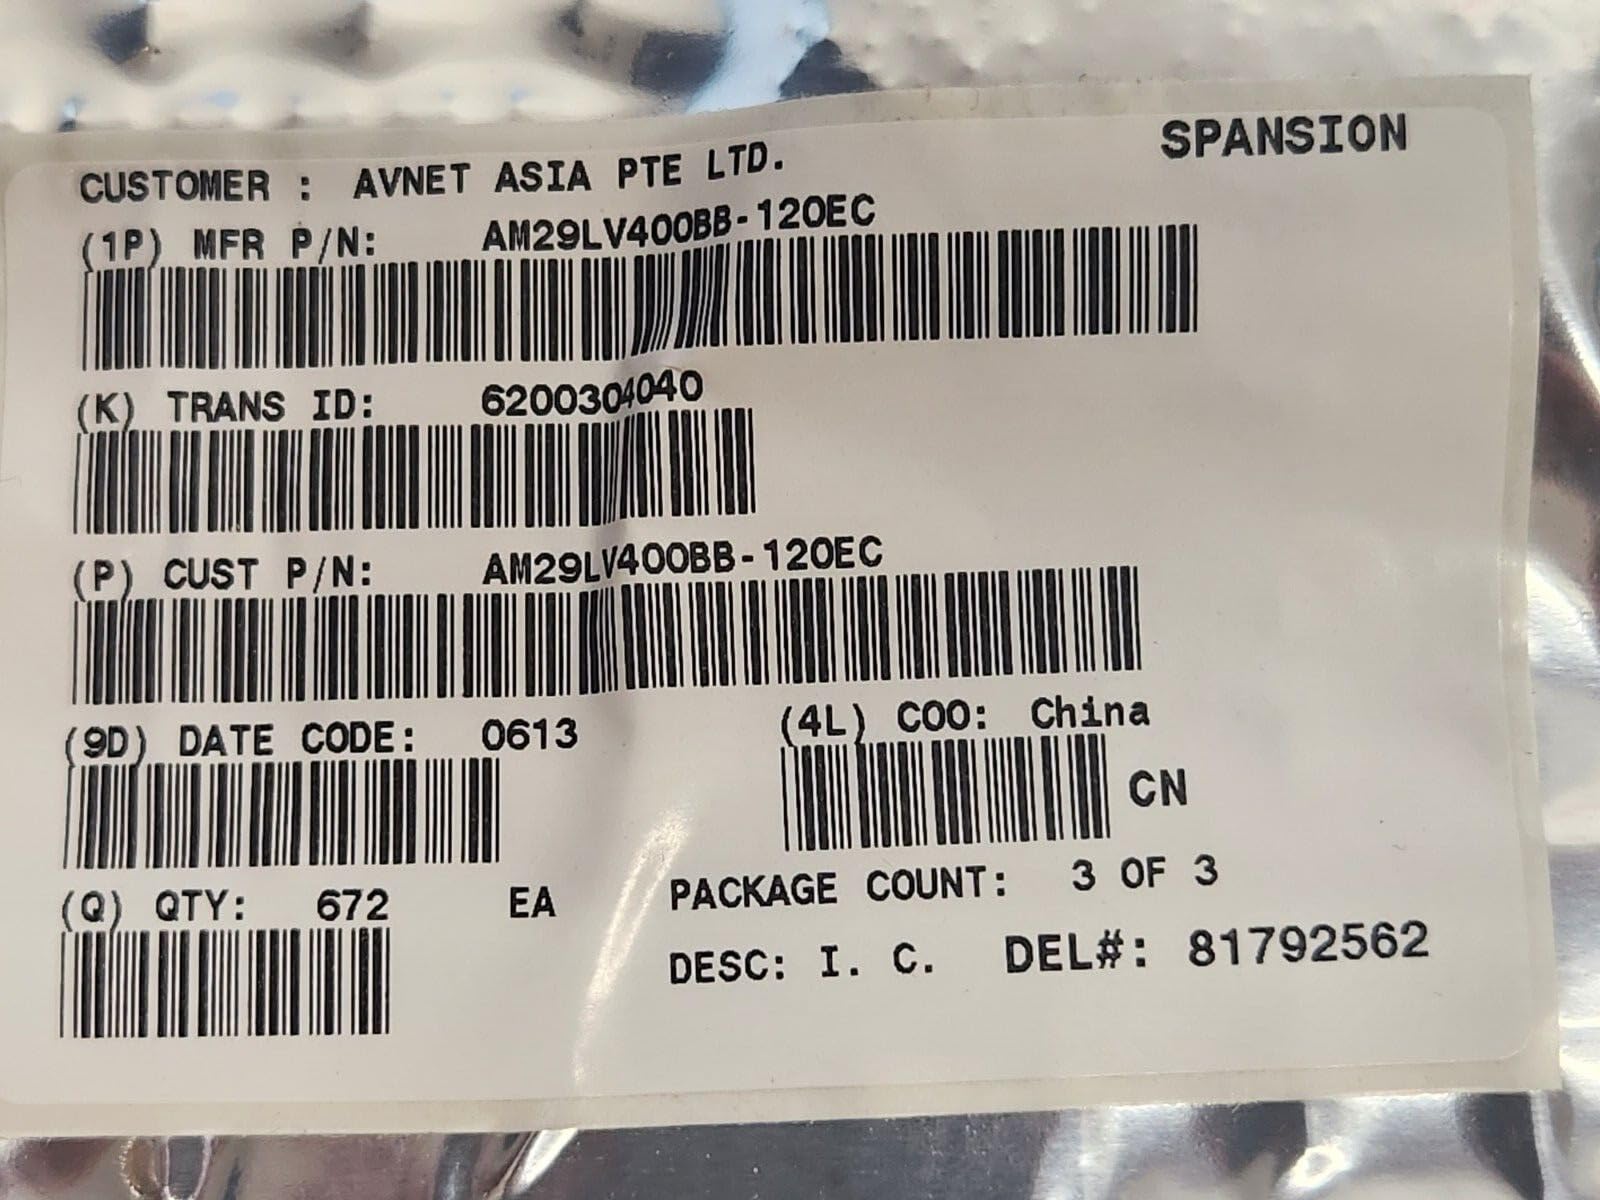 SPANSION
CUSTOMER : AVNET ASIA PTE LTD.
(1P) MFR P/N: AM29LV400BB-120EC
(K) TRANS ID: 6200304040
(P) CUST P/N: AM29LV400BB-120EC
(9D) DATE CODE: 0613
(4L) COO: China
CN
(Q) QTY: 672 EA
PACKAGE COUNT: 3 OF 3
DESC: I. C. DEL#: 81792562